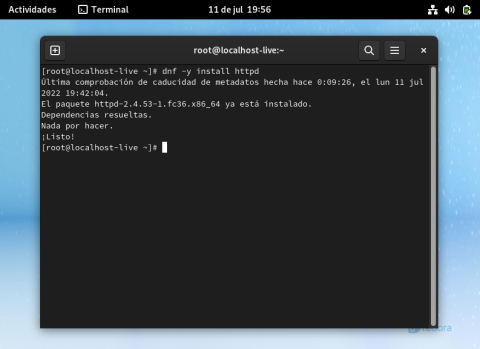 Actividades
Terminal
11 de jul 19:56
root@localhost-live:~
[root@localhost-live ~]# dnf -y install httpd
Última comprobación de caducidad de metadatos hecha hace 0:09:26, el lun 11 jul
2022 19:42:04.
El paquete httpd-2.4.53-1.fc36.x86_64 ya está instalado.
Dependencias resueltas.
Nada por hacer.
¡Listo!
[root@localhost-live ~]#